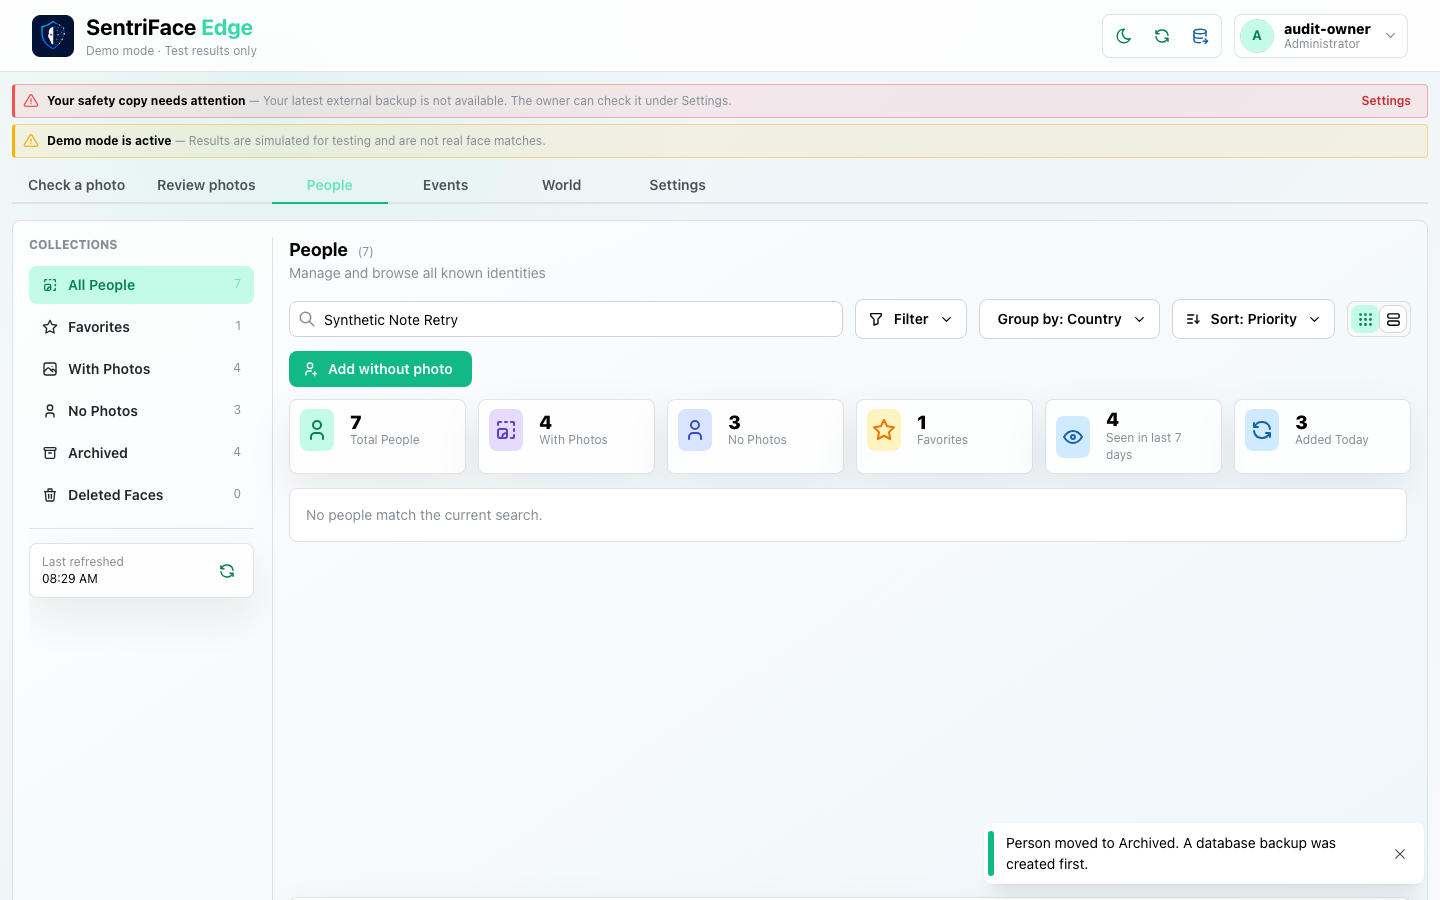 SentriFace Edge
Demo mode · Test results only
A
audit-owner
Administrator
Your safety copy needs attention — Your latest external backup is not available. The owner can check it under Settings.
Settings
Demo mode is active — Results are simulated for testing and are not real face matches.
Check a photo
Review photos
People
Events
World
Settings
COLLECTIONS
All People 7
Favorites 1
With Photos 4
No Photos 3
Archived 4
Deleted Faces 0
Last refreshed
08:29 AM
People (7)
Manage and browse all known identities
Synthetic Note Retry
Filter
Group by: Country
Sort: Priority
Add without photo
7
Total People
4
With Photos
3
No Photos
1
Favorites
4
Seen in last 7
days
3
Added Today
No people match the current search.
Person moved to Archived. A database backup was
created first.